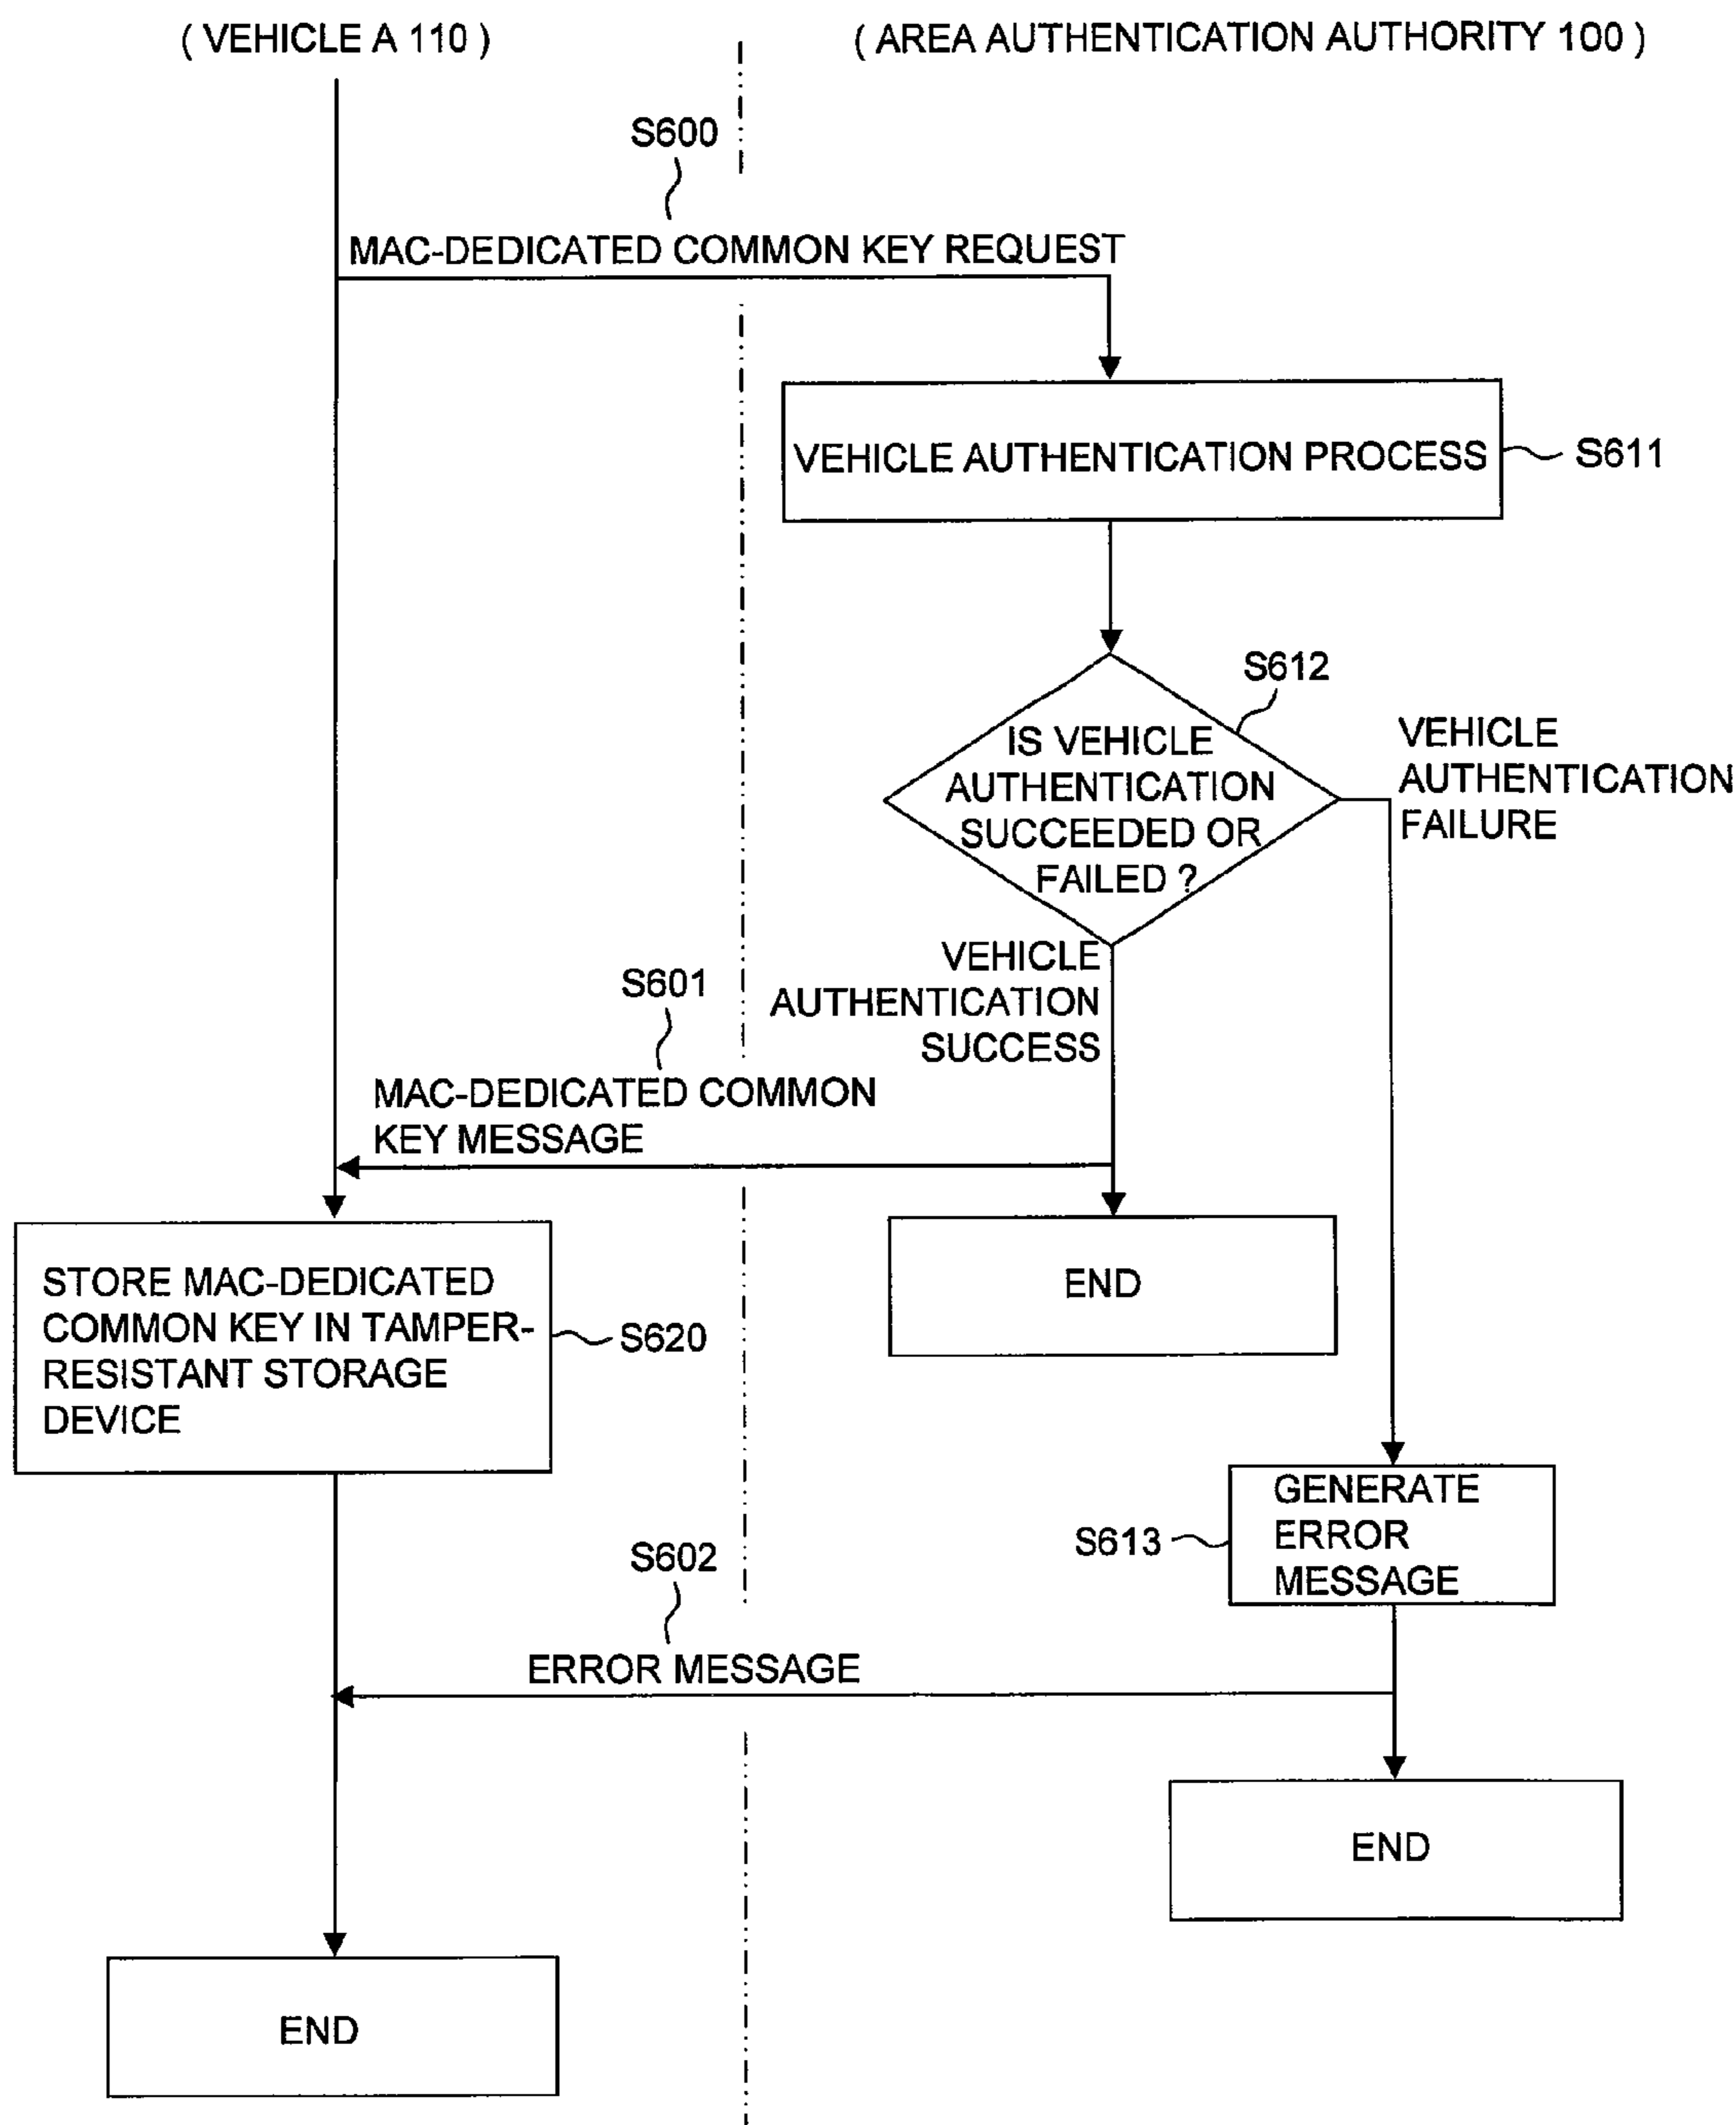 ( VEHICLE A 110 )
( AREA AUTHENTICATION AUTHORITY 100 )
S600
MAC-DEDICATED COMMON KEY REQUEST
VEHICLE AUTHENTICATION PROCESS
S611
S612
IS VEHICLE
AUTHENTICATION
SUCCEEDED OR
FAILED ?
VEHICLE
AUTHENTICATION
FAILURE
VEHICLE
AUTHENTICATION
SUCCESS
S601
MAC-DEDICATED COMMON
KEY MESSAGE
STORE MAC-DEDICATED
COMMON KEY IN TAMPER-
RESISTANT STORAGE
DEVICE
S620
END
GENERATE
ERROR
MESSAGE
S613
S602
ERROR MESSAGE
END
END